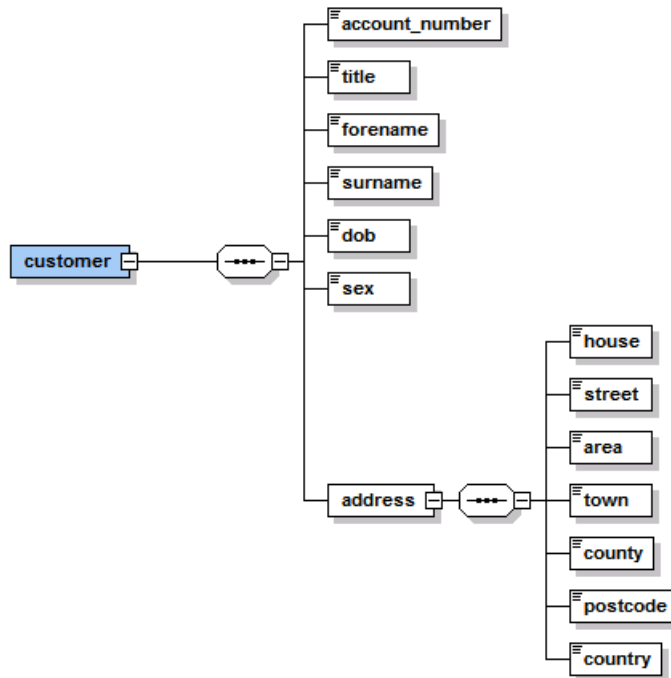 account_number
title
forename
surname
dob
customer
sex
house
street
area
address
town
county
postcode
country